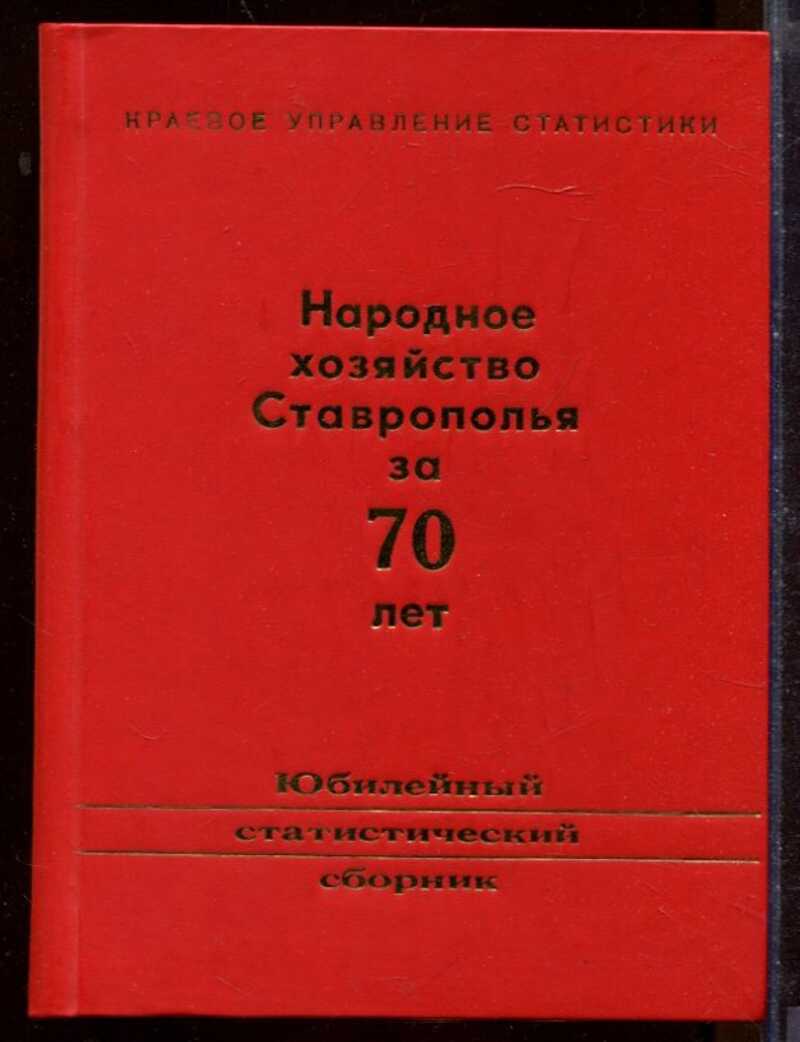 КРАЕВОЕ УПРАВЛЕНИЕ СТАТИСТИКИ
Народное
хозяйство
Ставрополья
за
70
лет
Юбилейный
статистический
сборник